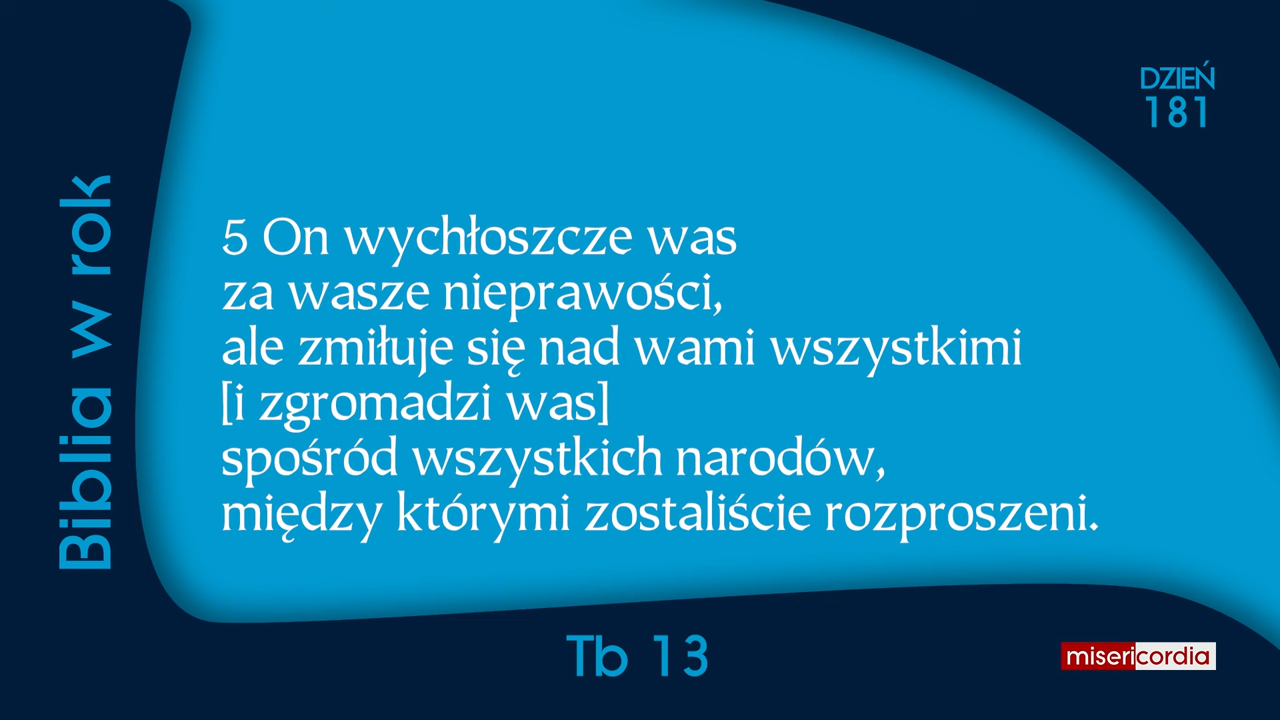 DZIEŃ
181
Biblia w rok
5 On wychłoszcze was
za wasze nieprawości,
ale zmiłuje się nad wami wszystkimi
[i zgromadzi was]
spośród wszystkich narodów,
między którymi zostaliście rozproszeni.
Tb 13
misericordia